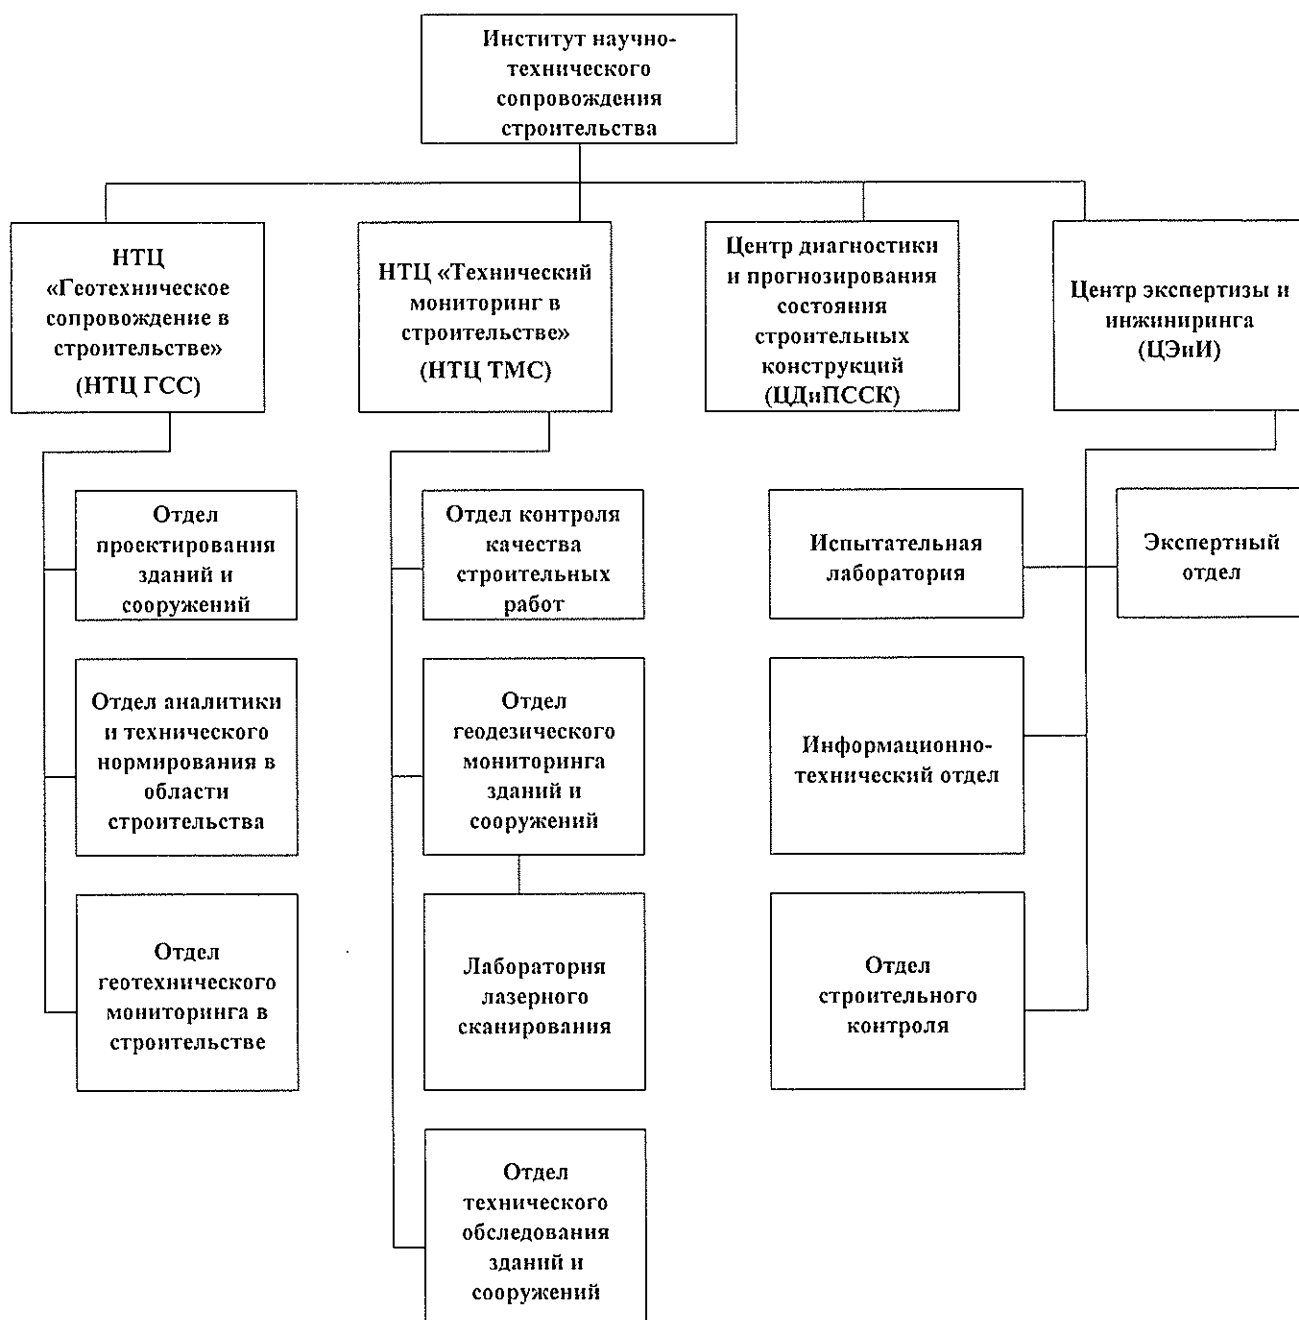 Институт научно-
технического
сопровождения
строительства
НТЦ
«Геотехническое
сопровождение в
строительстве»
(НТЦ ГСС)
НТЦ «Технический
мониторинг в
строительстве»
(НТЦ ТМС)
Центр диагностики
и прогнозирования
состояния
строительных
конструкций
(ЦДиПССК)
Центр экспертизы и
инжиниринга
(ЦЭиИ)
Отдел
проектирования
зданий и
сооружений
Отдел контроля
качества
строительных
работ
Испытательная
лаборатория
Экспертный
отдел
Отдел аналитики
и технического
нормирования в
области
строительства
Отдел
геодезического
мониторинга
зданий и
сооружений
Информационно-
технический отдел
Отдел
геотехнического
мониторинга в
строительстве
Лаборатория
лазерного
сканирования
Отдел
строительного
контроля
Отдел
технического
обследования
зданий и
сооружений